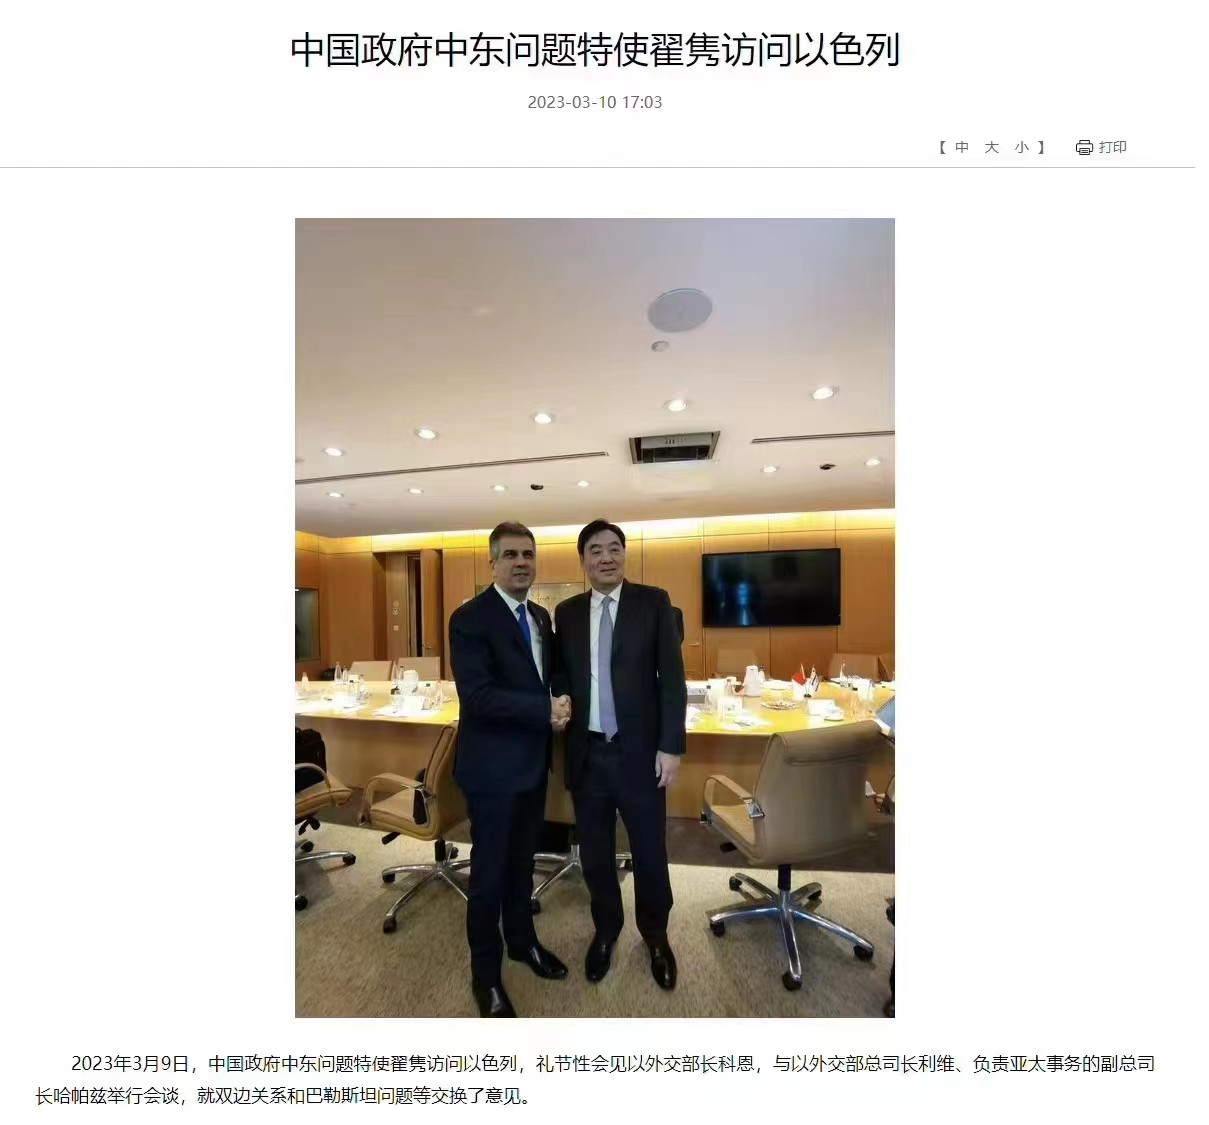 中国政府中东问题特使翟隽访问以色列
2023-03-10 17:03
【 中 大 小 】 打印
2023年3月9日，中国政府中东问题特使翟隽访问以色列，礼节性会见以外交部长科恩，与以外交部总司长利维、负责亚太事务的副总司
长哈帕兹举行会谈，就双边关系和巴勒斯坦问题等交换了意见。